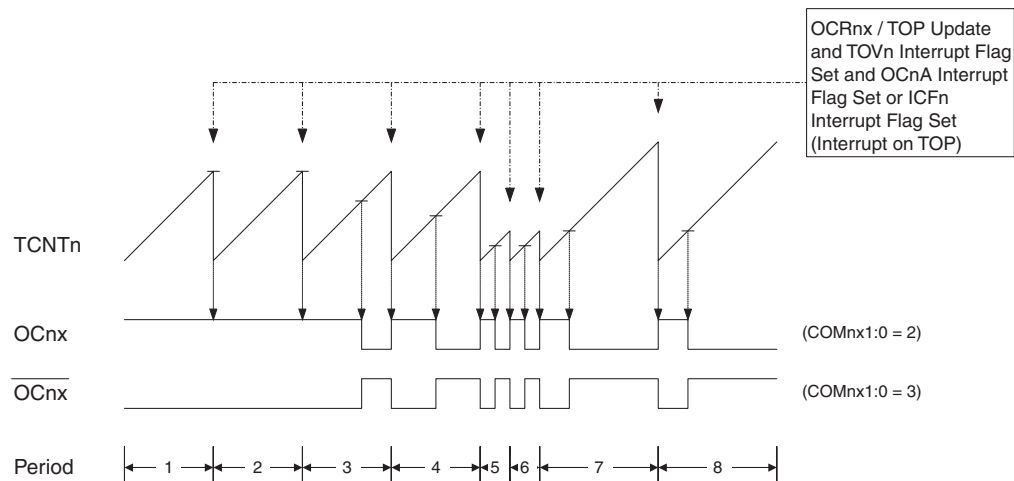 OCRnx / TOP Update
and TOVn Interrupt Flag
Set and OCnA Interrupt
Flag Set or ICFn
Interrupt Flag Set
(Interrupt on TOP)
TCNTn
OCnx
(COMnx1:0 = 2)
OCnx
(COMnx1:0 = 3)
Period
1 2 3 4 5 6 7 8